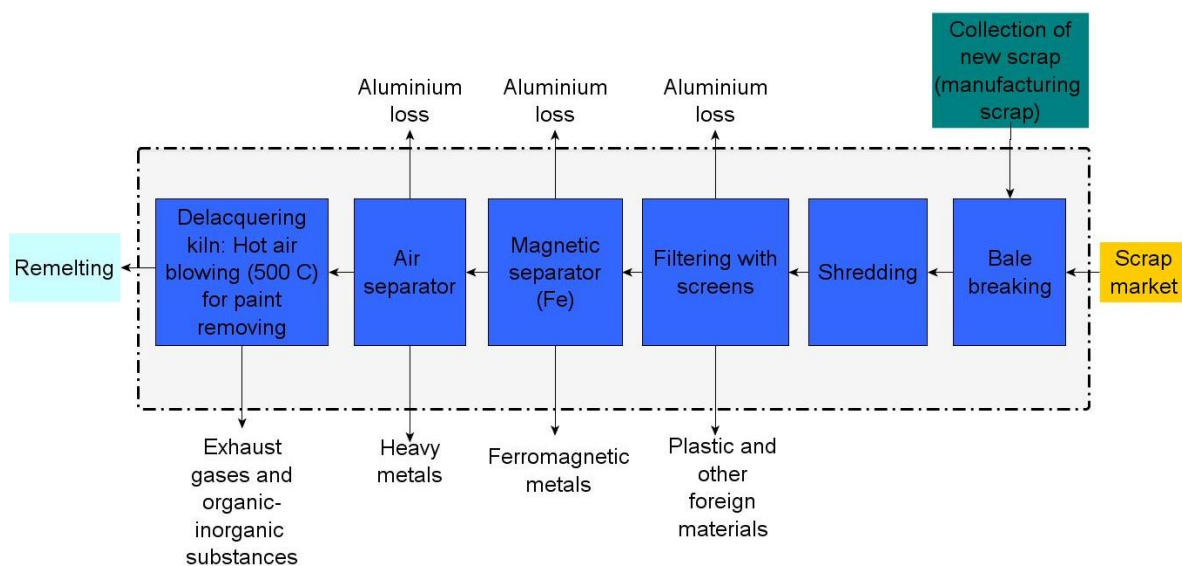 Collection of
new scrap
(manufacturing
scrap)
Aluminium
loss
Aluminium
loss
Aluminium
loss
Remelting
Delacquering
kiln: Hot air
blowing (500 C)
for paint
removing
Air
separator
Magnetic
separator
(Fe)
Filtering with
screens
Shredding
Bale
breaking
Scrap
market
Exhaust
gases and
organic-
inorganic
substances
Heavy
metals
Ferromagnetic
metals
Plastic and
other
foreign
materials